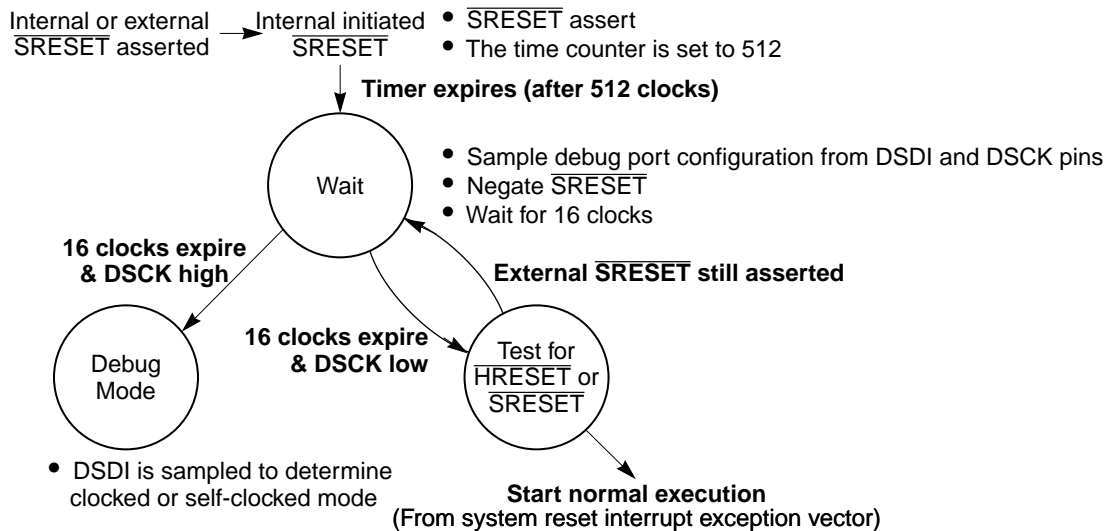 Internal or external
SRESET asserted
Internal initiated
SRESET
• SRESET assert
• The time counter is set to 512
Timer expires (after 512 clocks)
Wait
• Sample debug port configuration from DSDI and DSCK pins
• Negate SRESET
• Wait for 16 clocks
16 clocks expire
& DSCK high
External SRESET still asserted
16 clocks expire
& DSCK low
Debug
Mode
Test for
HRESET or
SRESET
• DSDI is sampled to determine
clocked or self-clocked mode
Start normal execution
(From system reset interrupt exception vector)